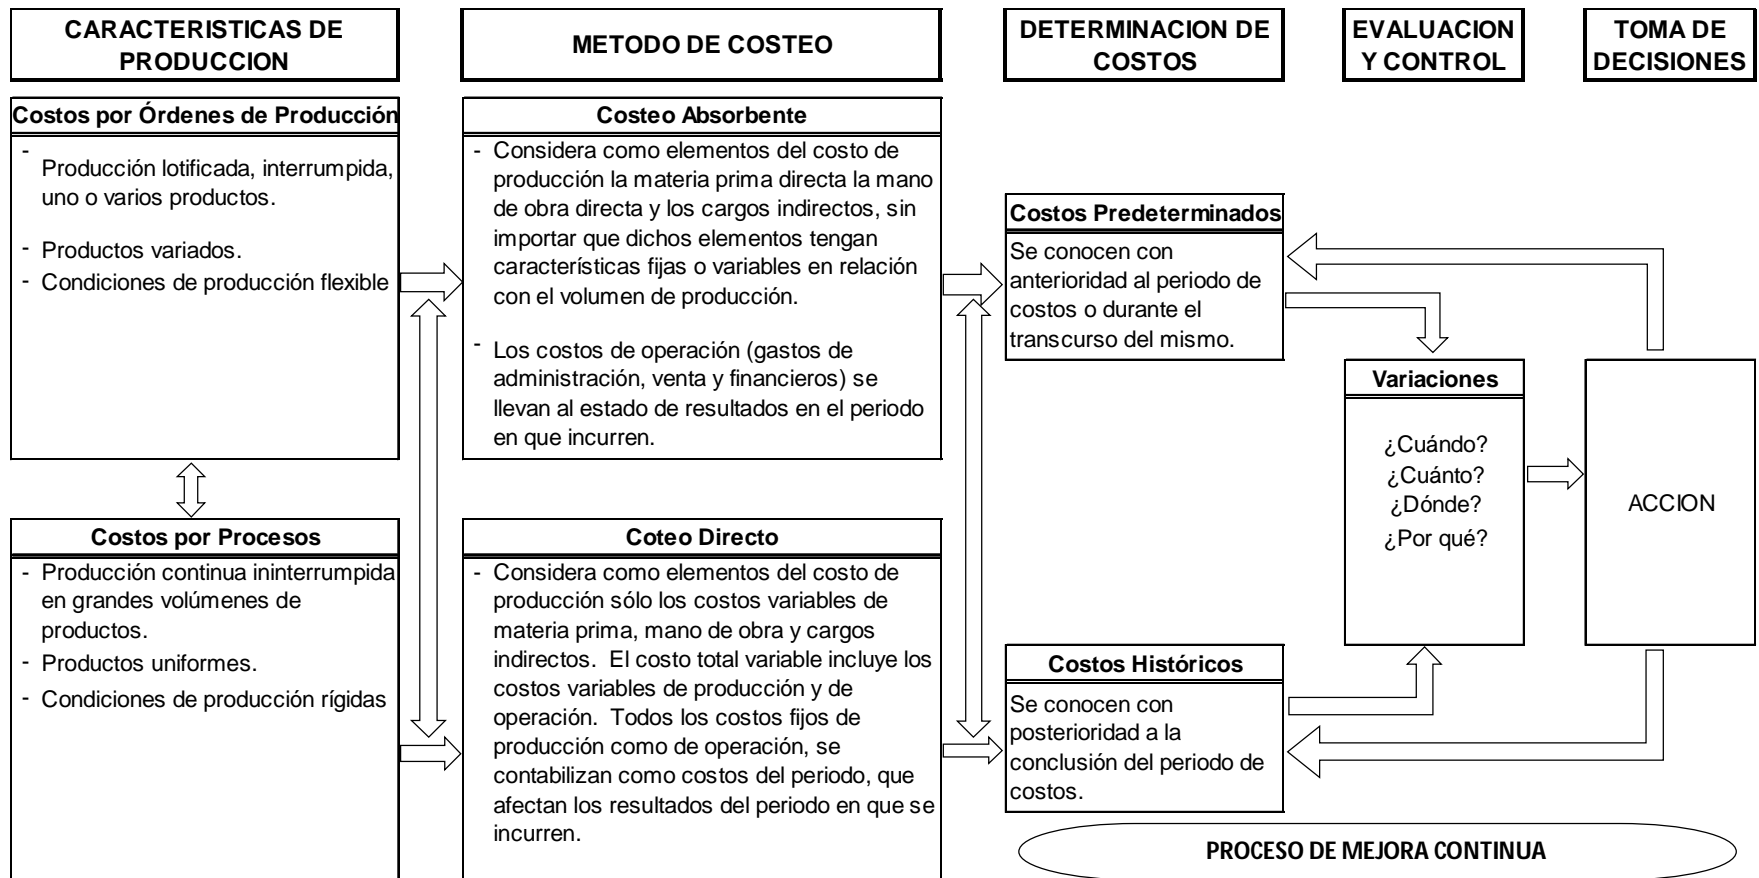 CARACTERISTICAS DE
PRODUCCION
METODO DE COSTEO
DETERMINACION DE
COSTOS
EVALUACION
Y CONTROL
TOMA DE
DECISIONES
Costos por Órdenes de Producción
- Producción lotificada, interrumpida,
uno o varios productos.
- Productos variados.
- Condiciones de producción flexible
Costos por Procesos
- Producción continua ininterrumpida
en grandes volúmenes de
productos.
- Productos uniformes.
- Condiciones de producción rígidas
Costeo Absorbente
- Considera como elementos del costo de
producción la materia prima directa la mano
de obra directa y los cargos indirectos, sin
importar que dichos elementos tengan
características fijas o variables en relación
con el volumen de producción.
- Los costos de operación (gastos de
administración, venta y financieros) se
llevan al estado de resultados en el periodo
en que incurren.
Coteo Directo
- Considera como elementos del costo de
producción sólo los costos variables de
materia prima, mano de obra y cargos
indirectos. El costo total variable incluye los
costos variables de producción y de
operación. Todos los costos fijos de
producción como de operación, se
contabilizan como costos del periodo, que
afectan los resultados del periodo en que se
incurren.
Costos Predeterminados
Se conocen con
anterioridad al periodo de
costos o durante el
transcurso del mismo.
Costos Históricos
Se conocen con
posterioridad a la
conclusión del periodo de
costos.
Variaciones
¿Cuándo?
¿Cuánto?
¿Dónde?
¿Por qué?
ACCION
PROCESO DE MEJORA CONTINUA